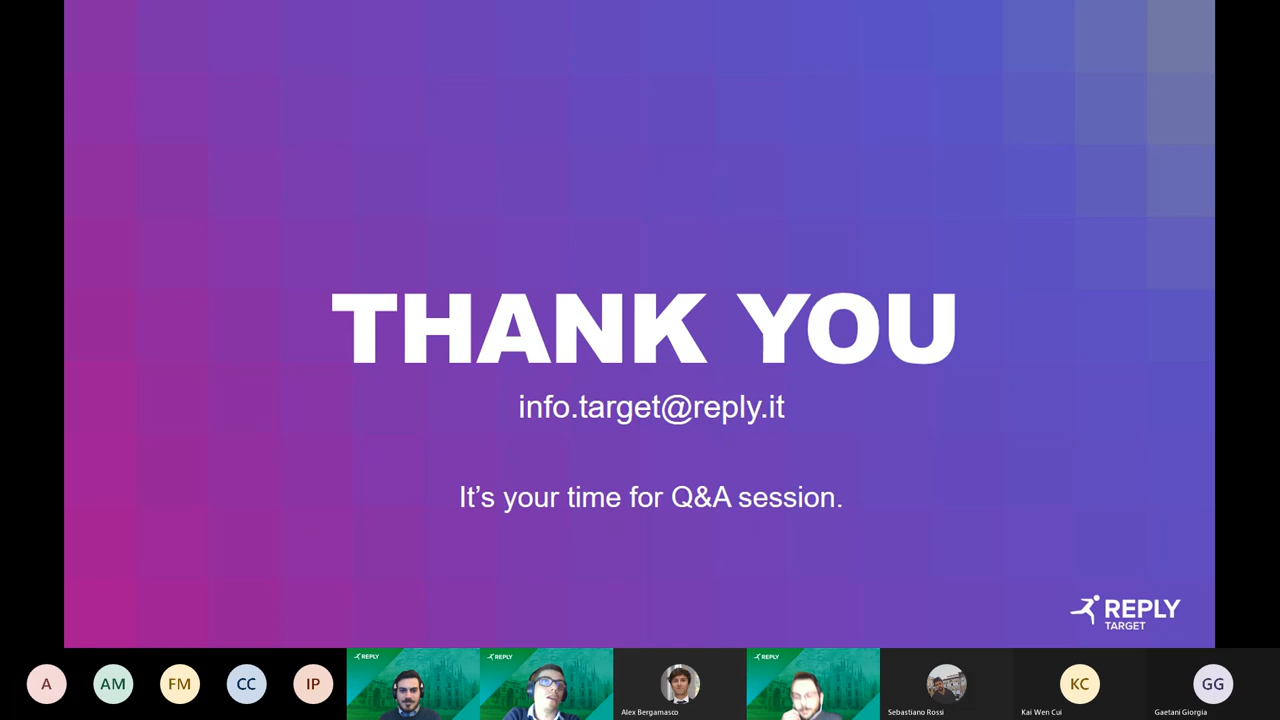 THANK YOU
info.target@reply.it
It's your time for Q&A session.
REPLY
TARGET
A
AM
FM
CC
IP
REPLY
REPLY
Alex Bergamasco
REPLY
Sebastiano Rossi
KC
Kai Wen Cui
GG
Gaetani Giorgia